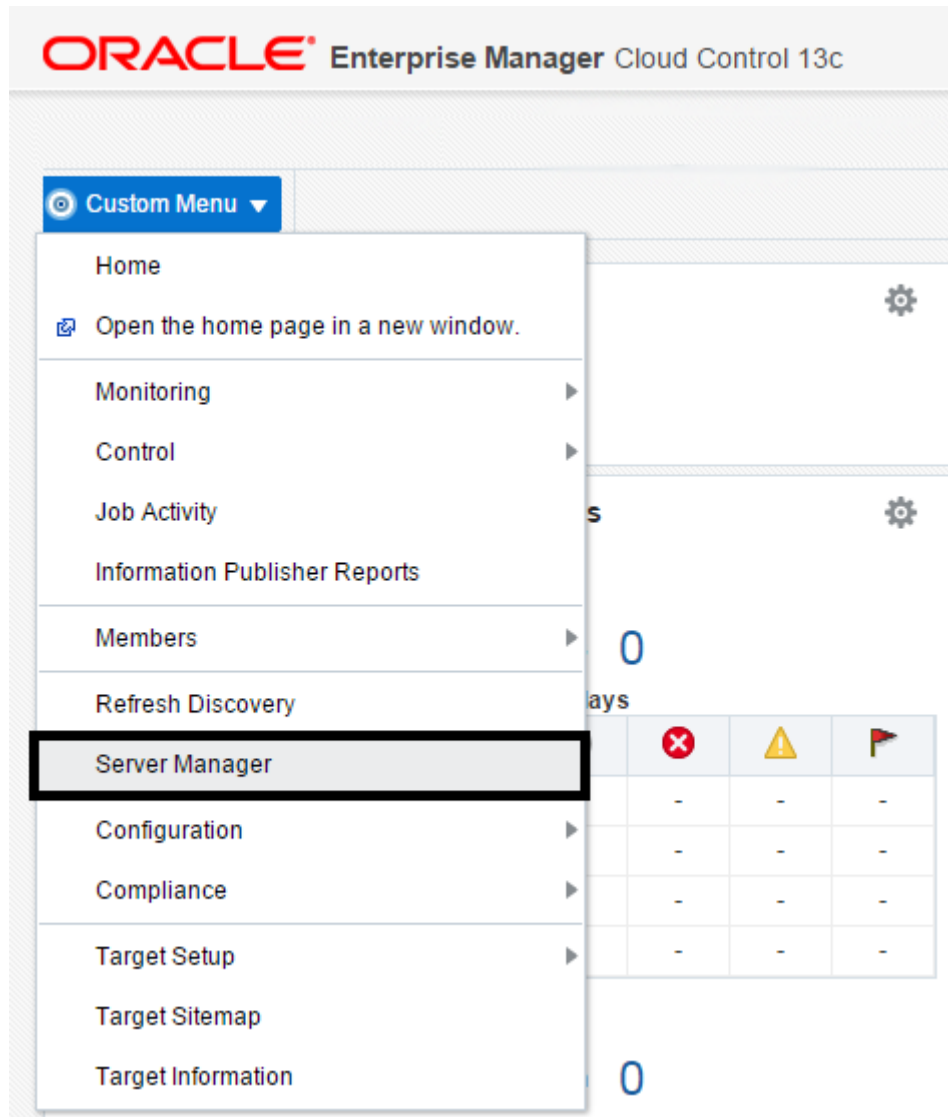 ORACLE Enterprise Manager Cloud Control 13c
Custom Menu
Home
Open the home page in a new window.
Monitoring
Control
Job Activity
s
Information Publisher Reports
Members
0
Refresh Discovery
lays
Server Manager
-
-
-
Configuration
-
-
-
Compliance
-
-
-
Target Setup
-
-
-
Target Sitemap
Target Information
0